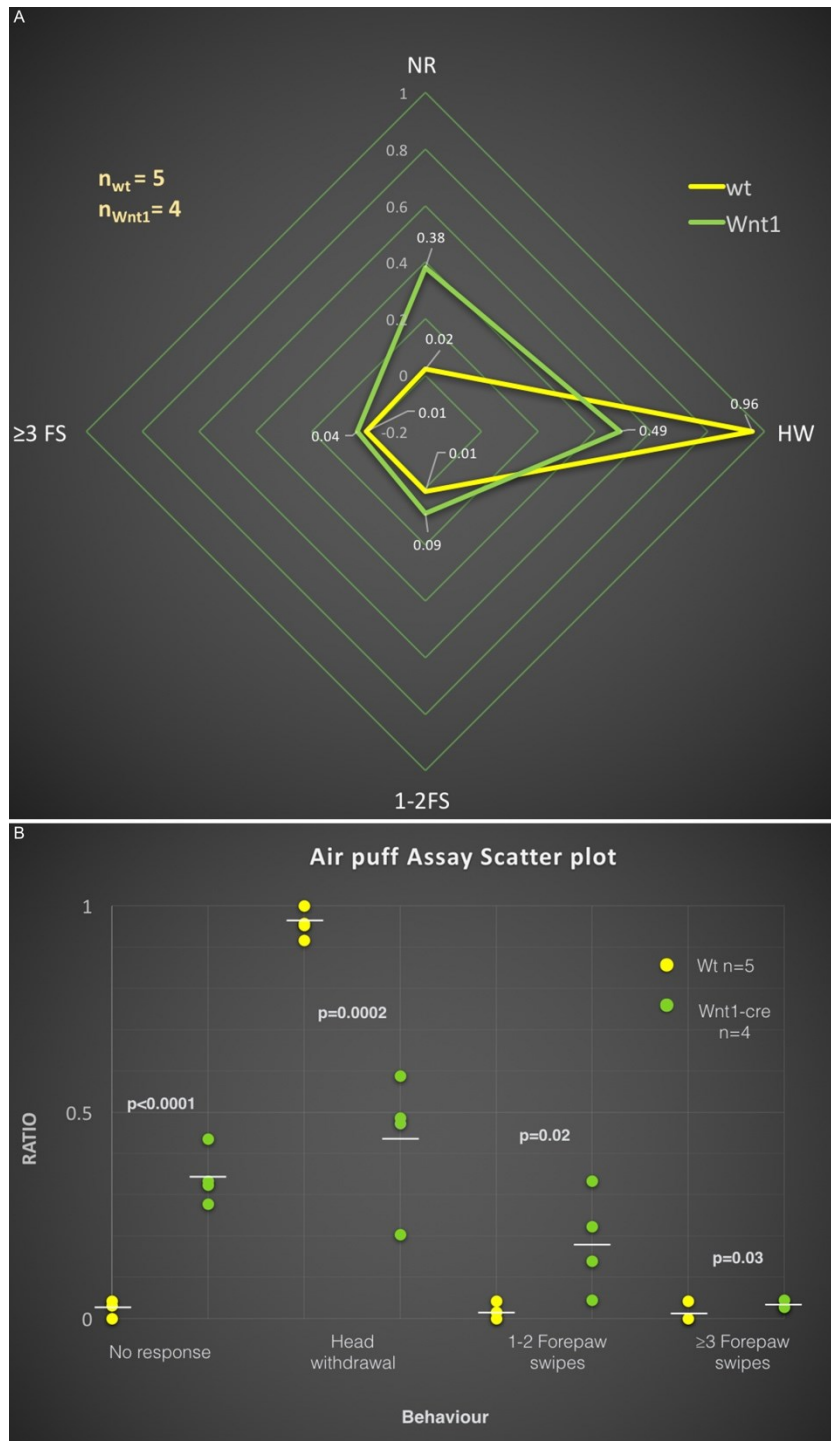 A
NR
1
n_wt = 5
n_Wnt1 = 4
wt
Wnt1
0.8
0.6
0.4
0.38
0.2
0.02
0
0.96
0.01
≥3 FS
0.04
-0.2
0.49
HW
0.01
0.09
1-2FS
B
Air puff Assay Scatter plot
1
Wt n=5
Wnt1-cre
n=4
p=0.0002
p<0.0001
0.5
p=0.02
RATIO
p=0.03
0
No response
Head
withdrawal
1-2 Forepaw
swipes
≥3 Forepaw
swipes
Behaviour